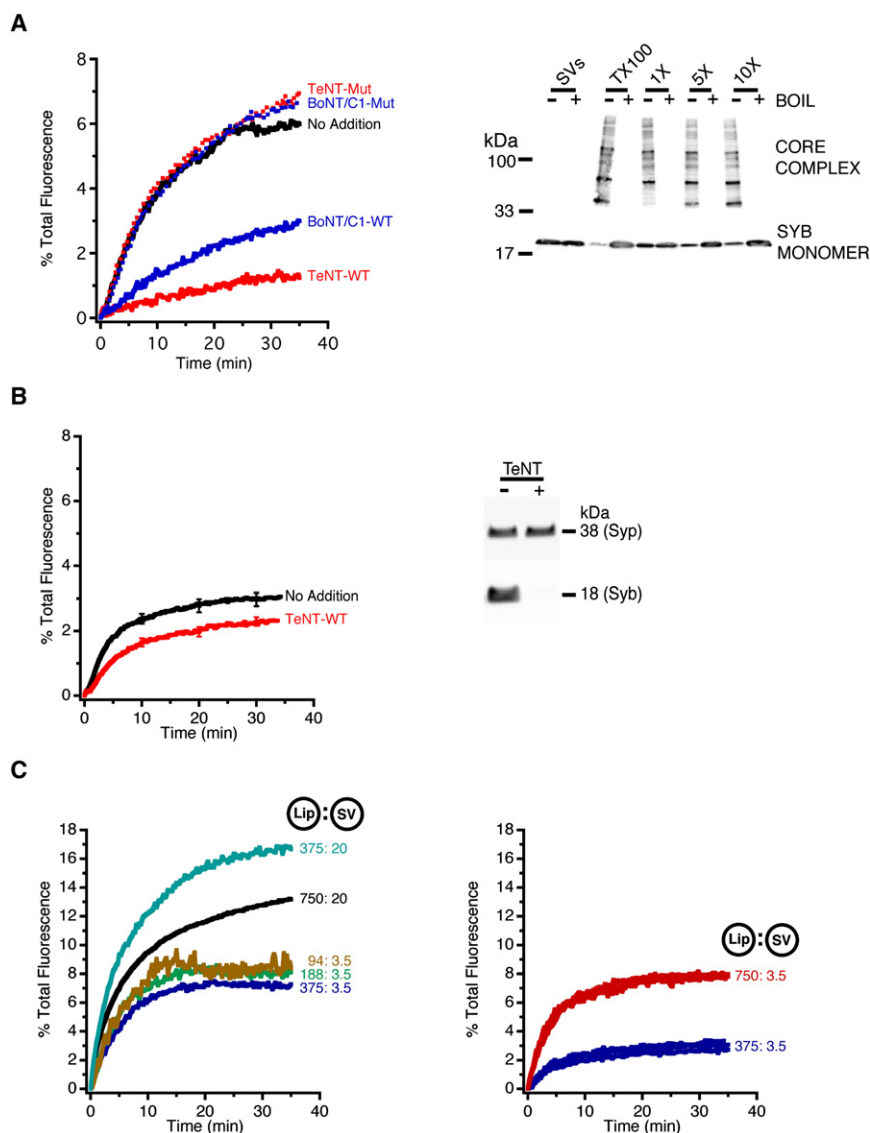 A
8
6
4
2
0
% Total Fluorescence
TeNT-Mut
BoNT/C1-Mut
No Addition
BoNT/C1-WT
TeNT-WT
0 10 20 30 40
Time (min)
SVs TX100 1X 5X 10X
- + - + - + - + - + BOIL
kDa
100
33
17
CORE
COMPLEX
SYB
MONOMER
B
8
6
4
2
0
% Total Fluorescence
No Addition
TeNT-WT
0 10 20 30 40
Time (min)
TeNT
- +
kDa
38 (Syp)
18 (Syb)
C
Lip : SV
18
16
14
12
10
8
6
4
2
0
% Total Fluorescence
375: 20
750: 20
94: 3.5
188: 3.5
375: 3.5
0 10 20 30 40
Time (min)
18
16
14
12
10
8
6
4
2
0
% Total Fluorescence
Lip : SV
750: 3.5
375: 3.5
0 10 20 30 40
Time (min)